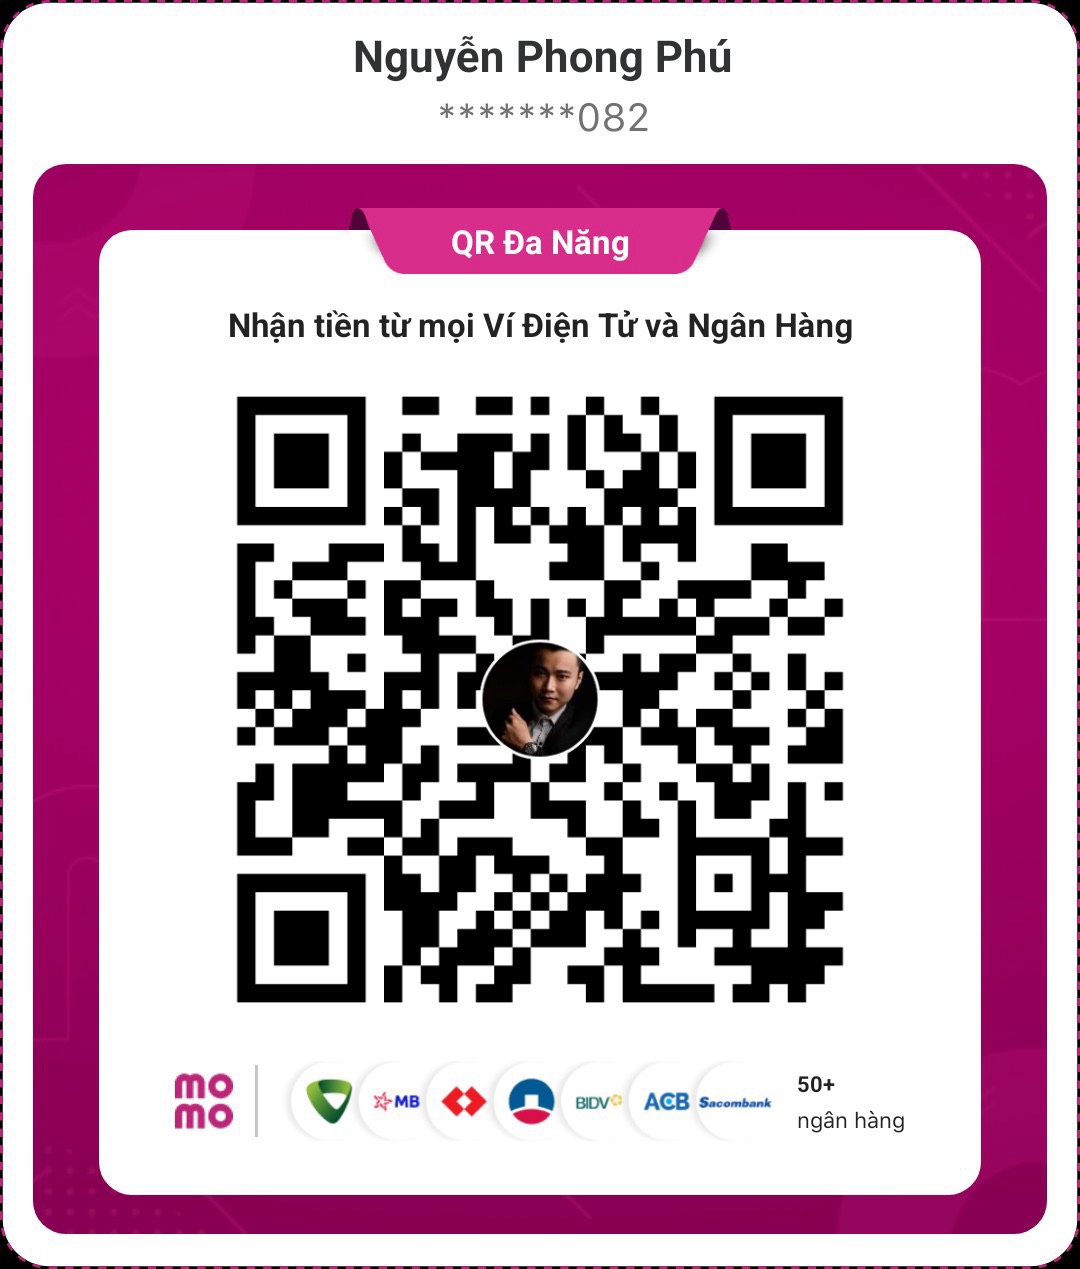 Nguyễn Phong Phú
*******082
QR Đa Năng
Nhận tiền từ mọi Ví Điện Tử và Ngân Hàng
mo
mo
MB
BIDV
ACB
Sacombank
50+
ngân hàng